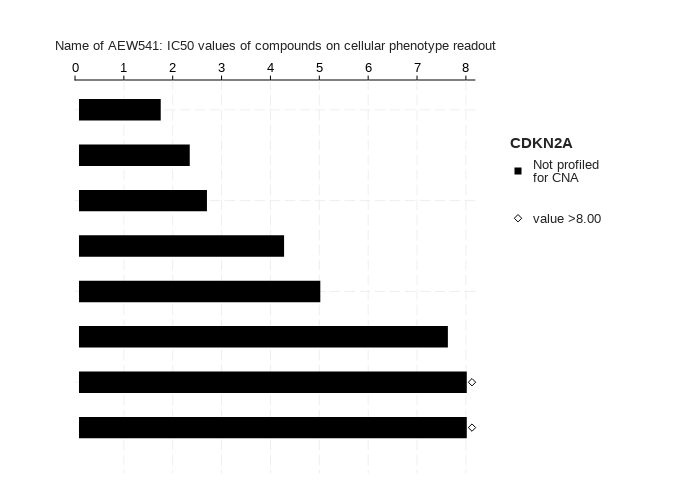 Name of AEW541: IC50 values of compounds on cellular phenotype readout
0 1 2 3 4 5 6 7 8
CDKN2A
Not profiled
for CNA
value >8.00